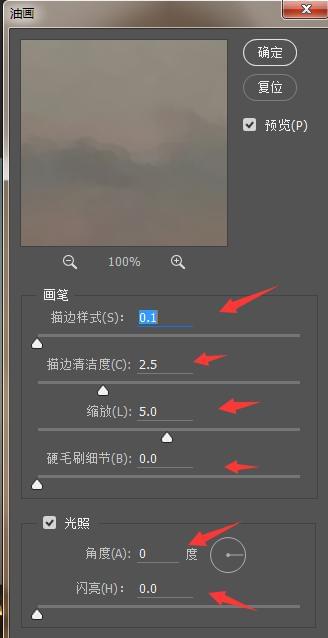 油画
确定
复位
预览(P)
100%
画笔
描边样式(S): 0.1
描边清洁度(C): 2.5
缩放(L): 5.0
硬毛刷细节(B): 0.0
光照
角度(A): 0 度
闪亮(H): 0.0